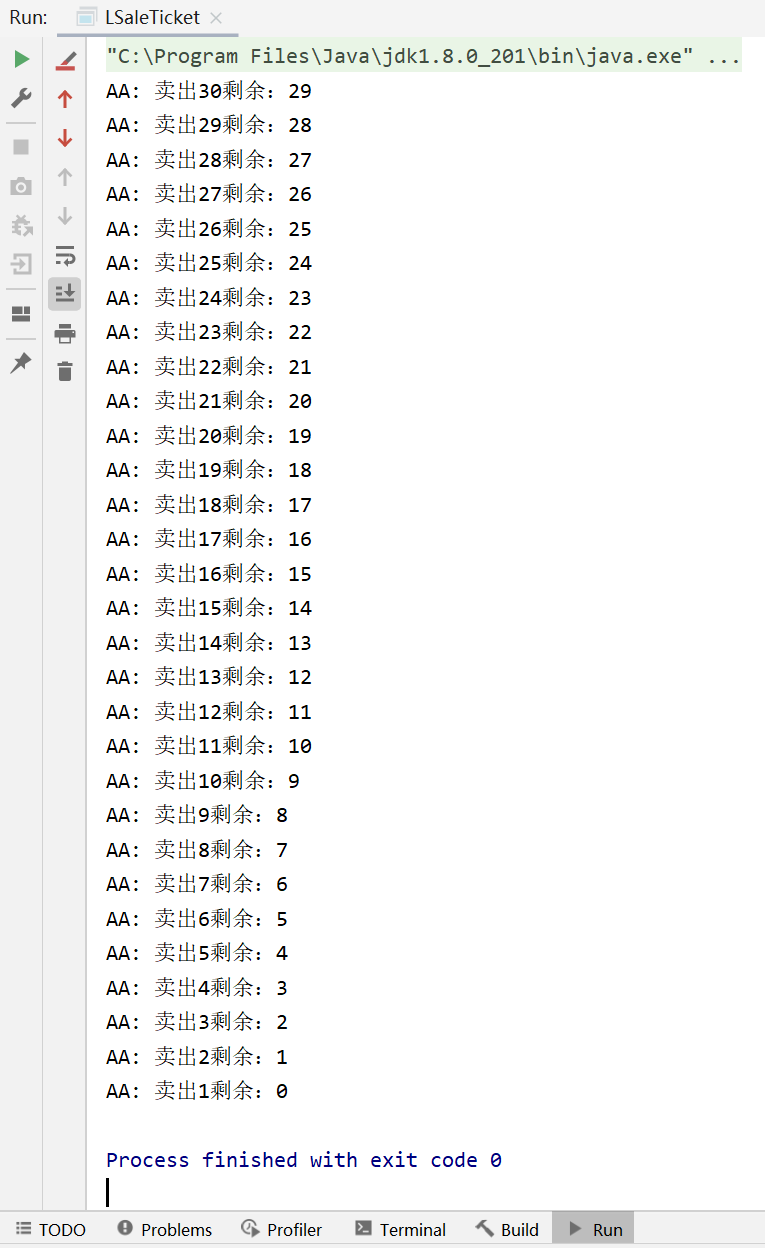 Run: LSaleTicket
"C:\Program Files\Java\jdk1.8.0_201\bin\java.exe" ...
AA: 卖出30剩余：29
AA: 卖出29剩余：28
AA: 卖出28剩余：27
AA: 卖出27剩余：26
AA: 卖出26剩余：25
AA: 卖出25剩余：24
AA: 卖出24剩余：23
AA: 卖出23剩余：22
AA: 卖出22剩余：21
AA: 卖出21剩余：20
AA: 卖出20剩余：19
AA: 卖出19剩余：18
AA: 卖出18剩余：17
AA: 卖出17剩余：16
AA: 卖出16剩余：15
AA: 卖出15剩余：14
AA: 卖出14剩余：13
AA: 卖出13剩余：12
AA: 卖出12剩余：11
AA: 卖出11剩余：10
AA: 卖出10剩余：9
AA: 卖出9剩余：8
AA: 卖出8剩余：7
AA: 卖出7剩余：6
AA: 卖出6剩余：5
AA: 卖出5剩余：4
AA: 卖出4剩余：3
AA: 卖出3剩余：2
AA: 卖出2剩余：1
AA: 卖出1剩余：0
Process finished with exit code 0
TODO Problems Profiler Terminal Build Run